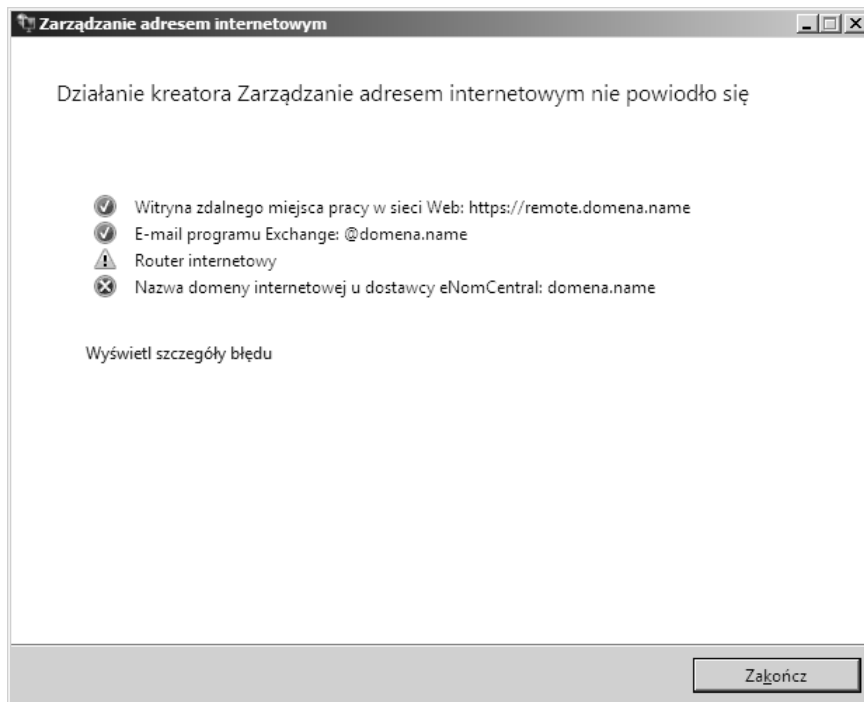 Zarządzanie adresem internetowym
Działanie kreatora Zarządzanie adresem internetowym nie powiodło się
Witryna zdalnego miejsca pracy w sieci Web: https://remote.domena.name
E-mail programu Exchange: @domena.name
Router internetowy
Nazwa domeny internetowej u dostawcy eNomCentral: domena.name
Wyświetl szczegóły błędu
Zakończ